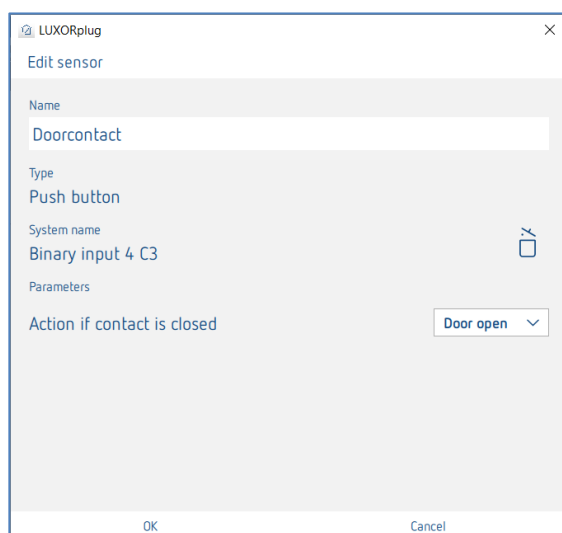 LUXORplug
Edit sensor
Name
Doorcontact
Type
Push button
System name
Binary input 4 C3
Parameters
Action if contact is closed Door open
OK Cancel